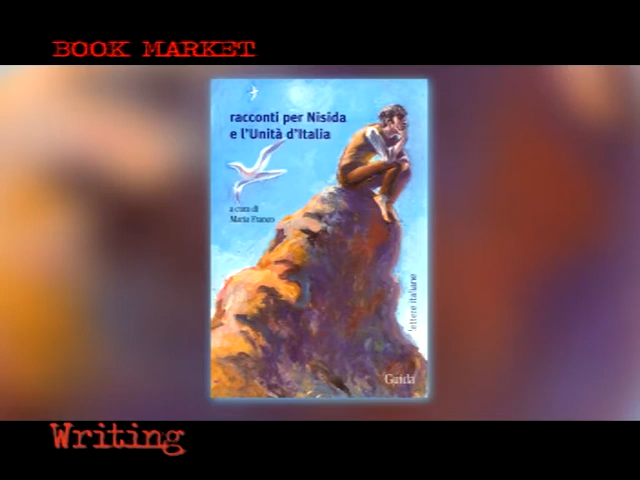 BOOK MARKET
racconti per Nisida
e l'Unità d'Italia
a cura di
Maria Franco
lettere italiane
Guida
Writing